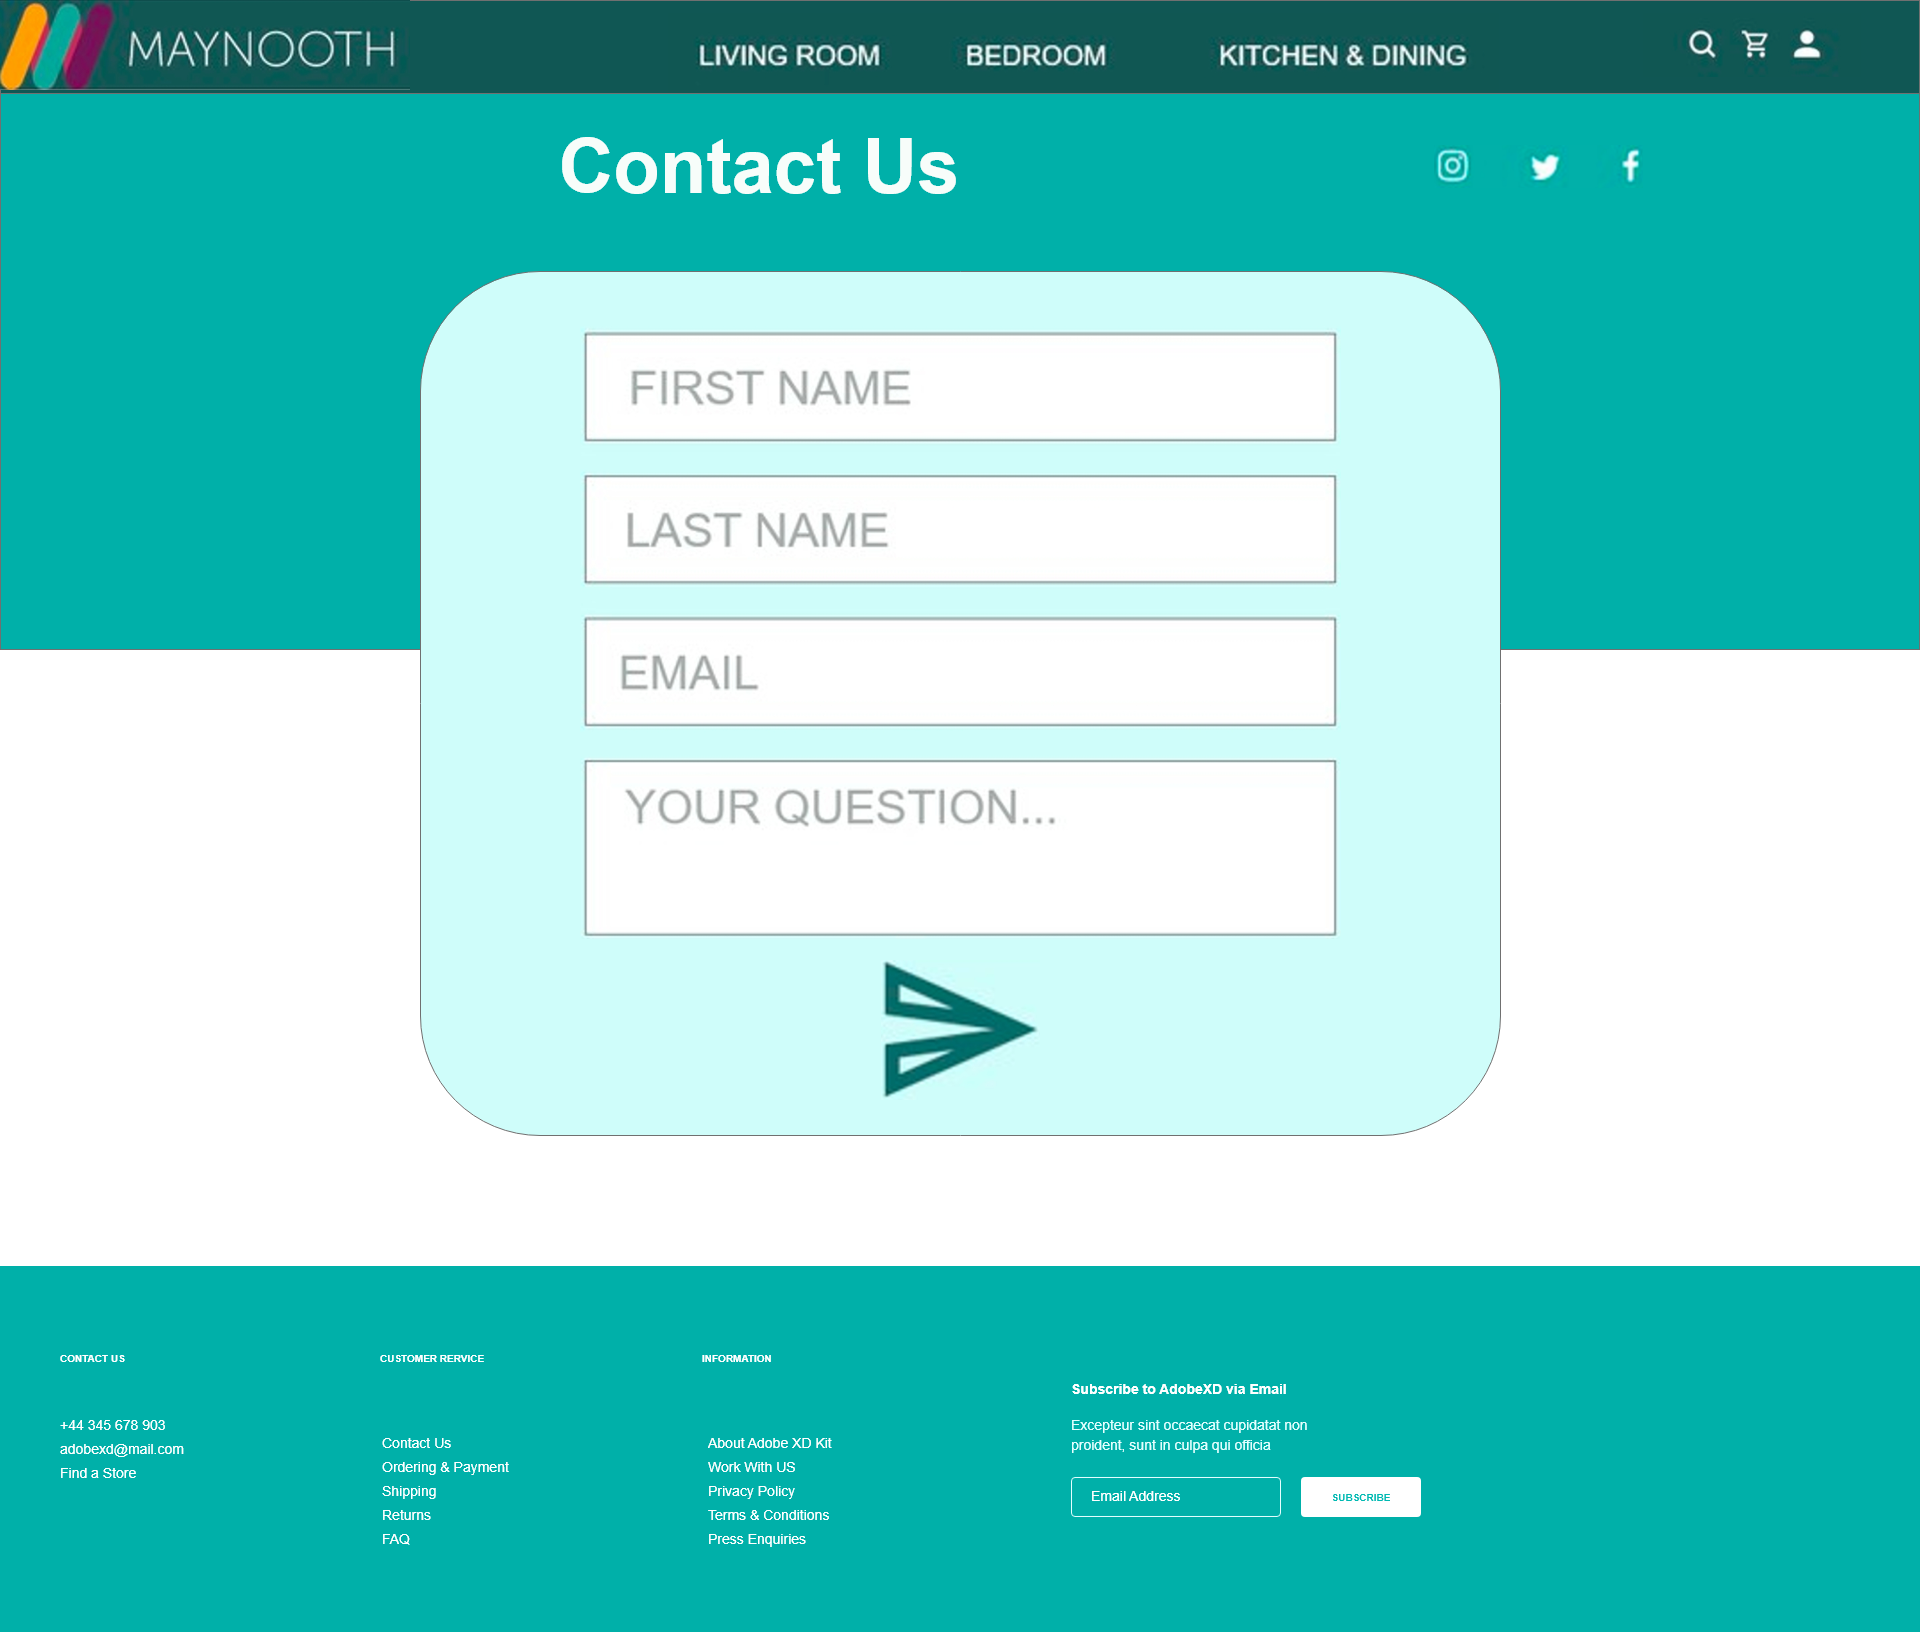 MAYNOOTH
LIVING ROOM
BEDROOM
KITCHEN & DINING
Contact Us
FIRST NAME
LAST NAME
EMAIL
YOUR QUESTION...
CONTACT US
+44 345 678 903
adobexd@mail.com
Find a Store
CUSTOMER RERVICE
Contact Us
Ordering & Payment
Shipping
Returns
FAQ
INFORMATION
About Adobe XD Kit
Work With US
Privacy Policy
Terms & Conditions
Press Enquiries
Subscribe to AdobeXD via Email
Excepteur sint occaecat cupidatat non
proident, sunt in culpa qui officia
Email Address
SUBSCRIBE